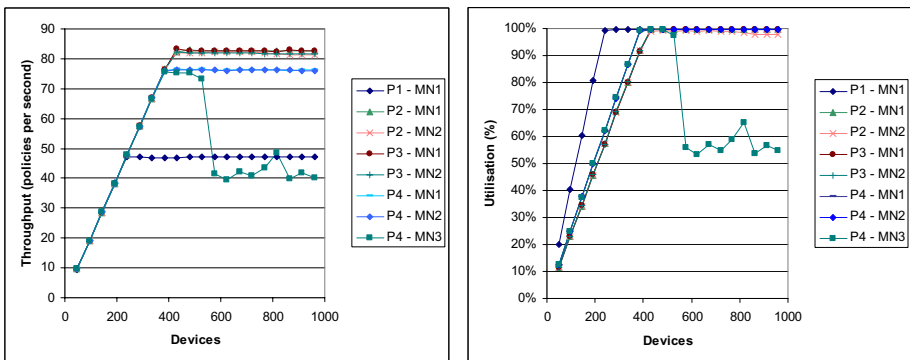 90
80
70
60
50
40
30
20
10
0
Throughput (policies per second)
0 200 400 600 800 1000
Devices
P1 - MN1
P2 - MN1
P2 - MN2
P3 - MN1
P3 - MN2
P4 - MN1
P4 - MN2
P4 - MN3
100%
90%
80%
70%
60%
50%
40%
30%
20%
10%
0%
Utilisation (%)
0 200 400 600 800 1000
Devices
P1 - MN1
P2 - MN1
P2 - MN2
P3 - MN1
P3 - MN2
P4 - MN1
P4 - MN2
P4 - MN3